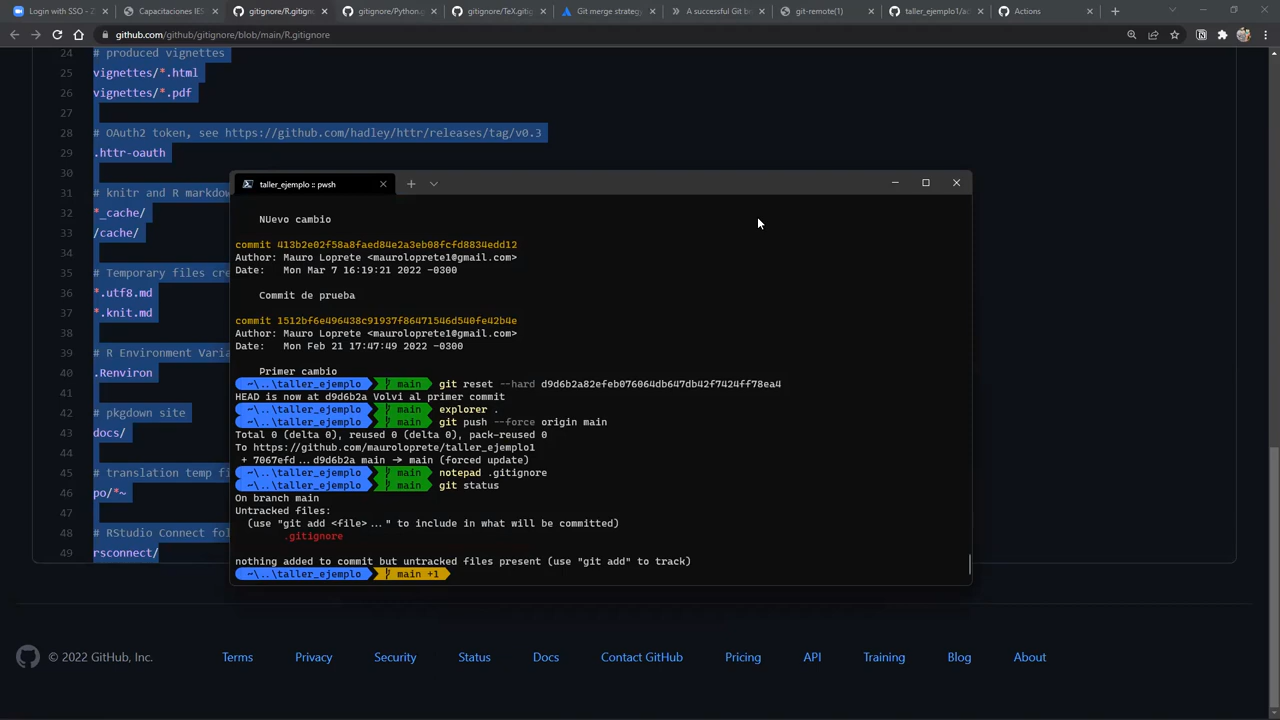 Login with SSO - Z
Capacitaciones IES
gitignore/R.gitign
gitignore/Python.g
gitignore/TeX.gitig
Git merge strateg
A successful Git b
git-remote(1)
taller_ejemplo1/ad
Actions
github.com/github/gitignore/blob/main/R.gitignore
24 # produced vignettes
25 vignettes/*.html
26 vignettes/*.pdf
27
28 # OAuth2 token, see https://github.com/hadley/httr/releases/tag/v0.3
29 .httr-oauth
30
31 # knitr and R markdow
32 *_cache/
33 /cache/
34
35 # Temporary files cre
36 *.utf8.md
37 *.knit.md
38
39 # R Environment Varia
40 .Renviron
41
42 # pkgdown site
43 docs/
44
45 # translation temp fi
46 po/*~
47
48 # RStudio Connect fol
49 rsconnect/
taller_ejemplo :: pwsh
NUevo cambio
commit 413b2e02f58a8faed84e2a3eb08fcfd8834edd12
Author: Mauro Loprete <mauroloprete1@gmail.com>
Date: Mon Mar 7 16:19:21 2022 -0300
Commit de prueba
commit 1512bf6e496438c91937f86471546d540fe42b4e
Author: Mauro Loprete <mauroloprete1@gmail.com>
Date: Mon Feb 21 17:47:49 2022 -0300
Primer cambio
~\..\taller_ejemplo main git reset --hard d9d6b2a82efeb076064db647db42f7424ff78ea4
HEAD is now at d9d6b2a Volvi al primer commit
~\..\taller_ejemplo main explorer .
~\..\taller_ejemplo main git push --force origin main
Total 0 (delta 0), reused 0 (delta 0), pack-reused 0
To https://github.com/mauroloprete/taller_ejemplo1
+ 7067efd...d9d6b2a main -> main (forced update)
~\..\taller_ejemplo main notepad .gitignore
~\..\taller_ejemplo main git status
On branch main
Untracked files:
(use "git add <file>..." to include in what will be committed)
.gitignore
nothing added to commit but untracked files present (use "git add" to track)
~\..\taller_ejemplo main +1
© 2022 GitHub, Inc.
Terms
Privacy
Security
Status
Docs
Contact GitHub
Pricing
API
Training
Blog
About